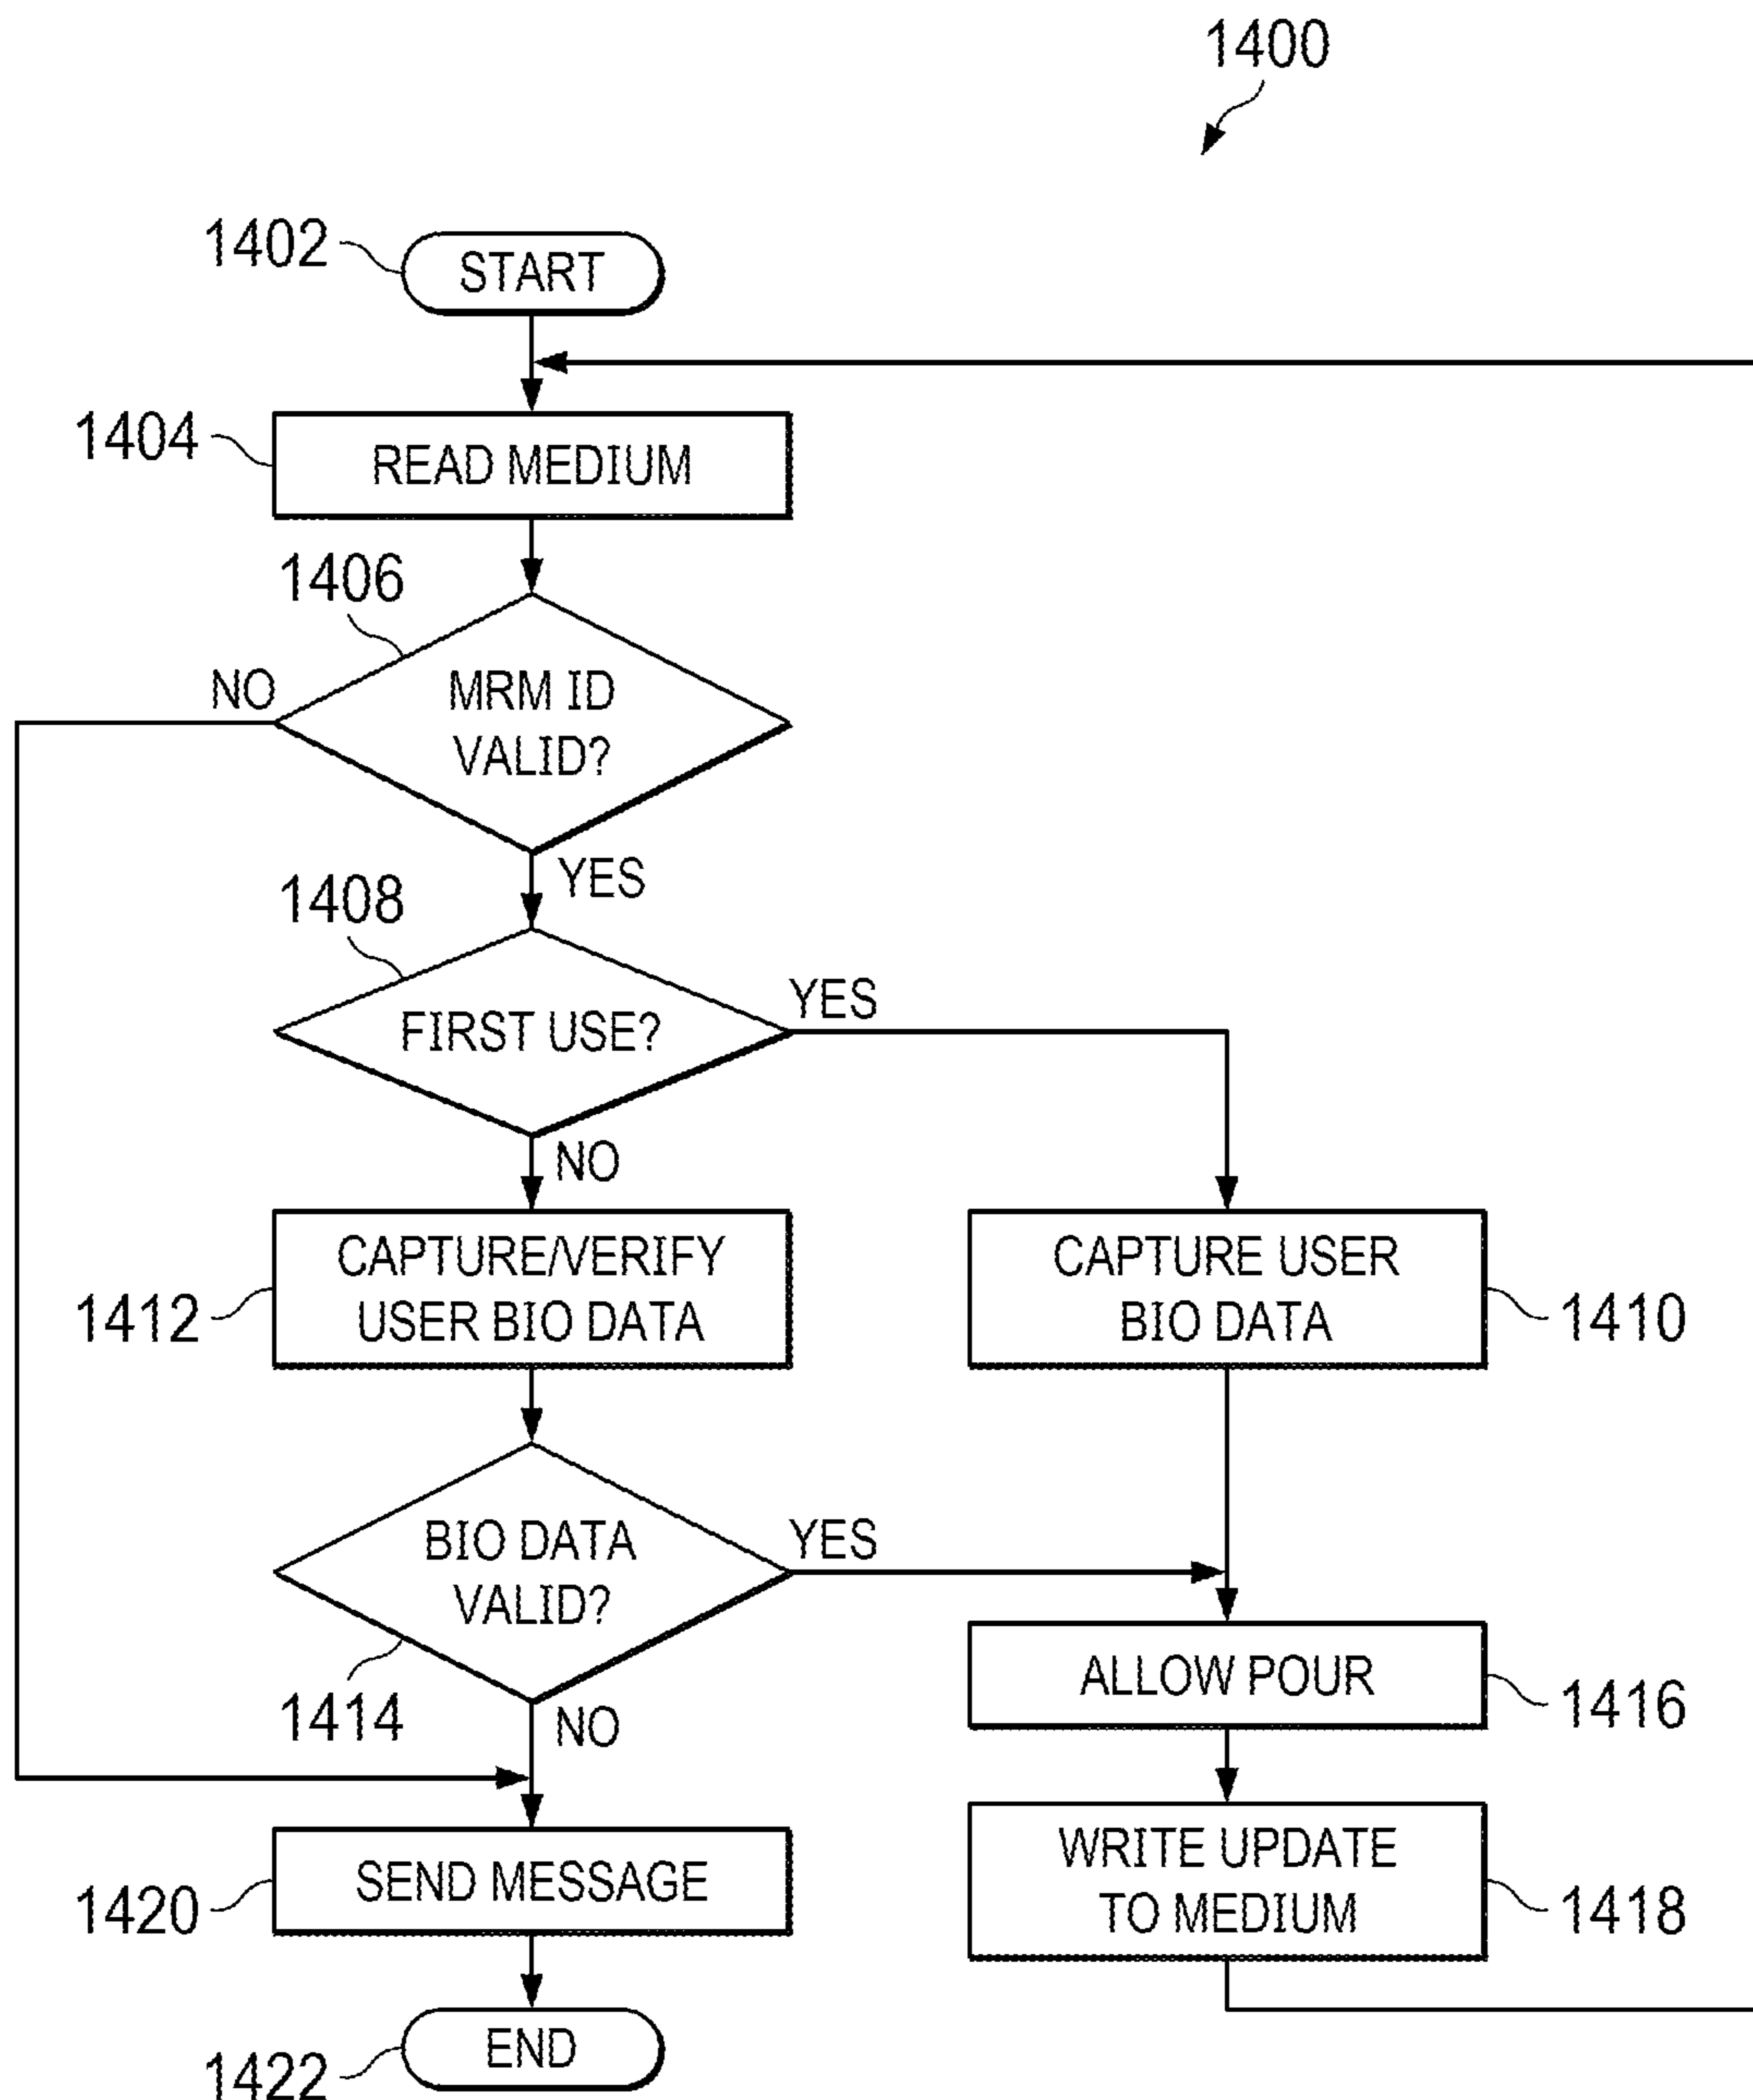 1400
1402
START
1404
READ MEDIUM
1406
NO
MRM ID
VALID?
YES
1408
FIRST USE?
YES
NO
1412
CAPTURE/VERIFY
USER BIO DATA
CAPTURE USER
BIO DATA
1410
BIO DATA
VALID?
YES
1414
NO
ALLOW POUR
1416
1420
SEND MESSAGE
WRITE UPDATE
TO MEDIUM
1418
1422
END